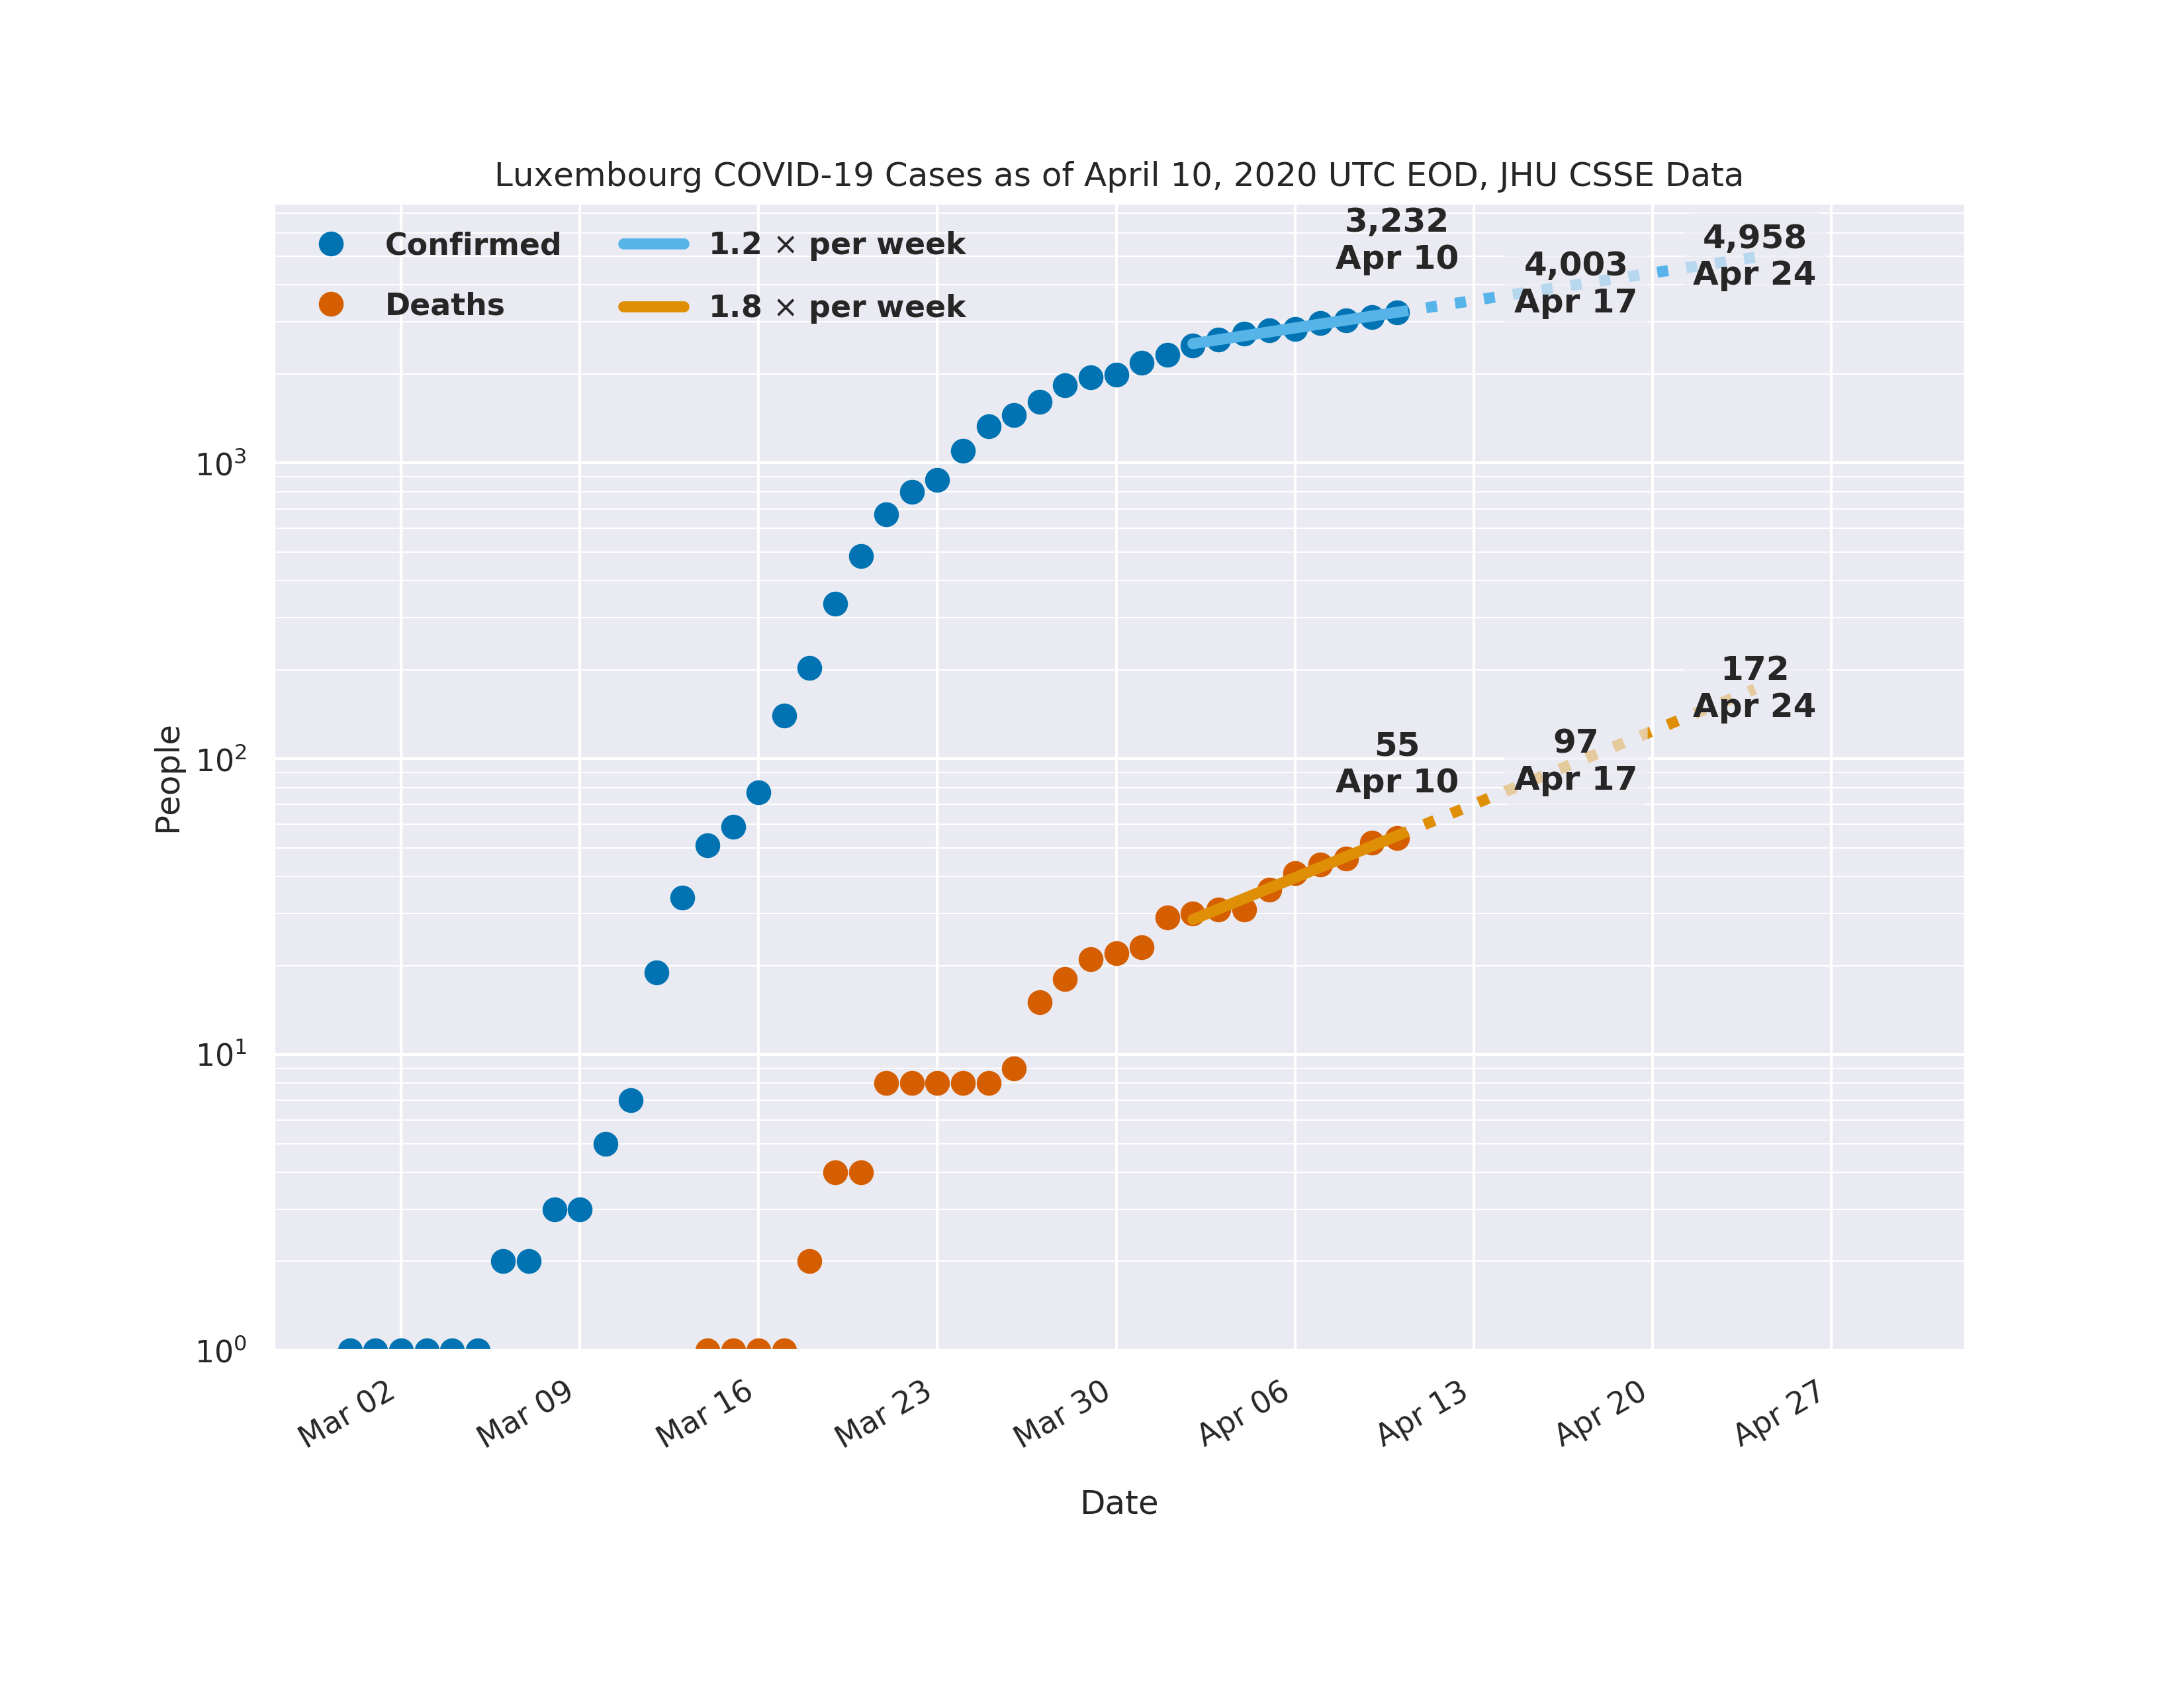 Luxembourg COVID-19 Cases as of April 10, 2020 UTC EOD, JHU CSSE Data
Confirmed
Deaths
1.2 × per week
1.8 × per week
3,232
Apr 10
4,003
Apr 17
4,958
Apr 24
55
Apr 10
97
Apr 17
172
Apr 24
People
10³
10²
10¹
10⁰
Mar 02
Mar 09
Mar 16
Mar 23
Mar 30
Apr 06
Apr 13
Apr 20
Apr 27
Date